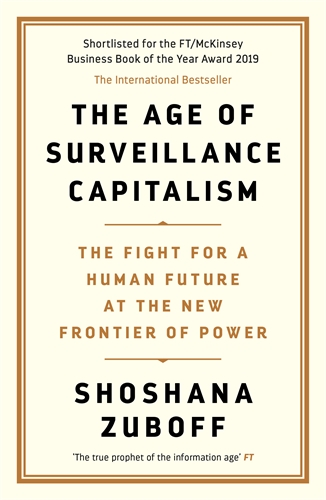 Shortlisted for the FT/McKinsey
Business Book of the Year Award 2019
The International Bestseller
THE AGE OF
SURVEILLANCE
CAPITALISM
THE FIGHT FOR A
HUMAN FUTURE
AT THE NEW
FRONTIER OF POWER
SHOSHANA
ZUBOFF
'The true prophet of the information age' FT